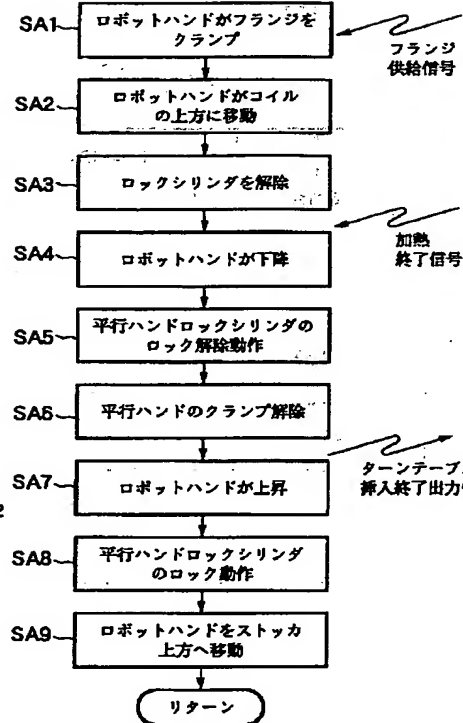 SA1
ロボットハンドがフランジを
クランプ
フランジ
供給信号
SA2
ロボットハンドがコイル
の上方に移動
SA3
ロックシリンダを解除
加熱
終了信号
SA4
ロボットハンドが下降
SA5
平行ハンドロックシリンダの
ロック解除動作
SA6
平行ハンドのクランプ解除
ターンテーブ
挿入終了出力
SA7
ロボットハンドが上昇
2
SA8
平行ハンドロックシリンダ
のロック動作
SA9
ロボットハンドをストッカ
上方へ移動
リターン